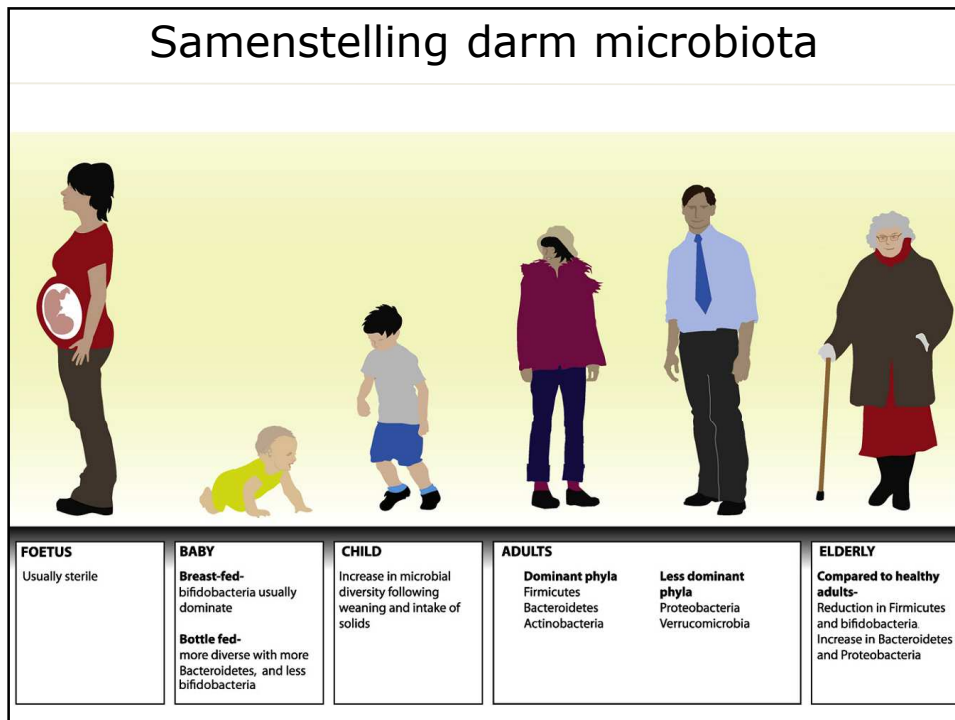 Samenstelling darm microbiota
FOETUS
Usually sterile
BABY
Breast-fed-
bifidobacteria usually
dominate
Bottle fed-
more diverse with more
Bacteroidetes, and less
bifidobacteria
CHILD
Increase in microbial
diversity following
weaning and intake of
solids
ADULTS
Dominant phyla
Firmicutes
Bacteroidetes
Actinobacteria
Less dominant
phyla
Proteobacteria
Verrucomicrobia
ELDERLY
Compared to healthy
adults-
Reduction in Firmicutes
and bifidobacteria.
Increase in Bacteroidetes
and Proteobacteria